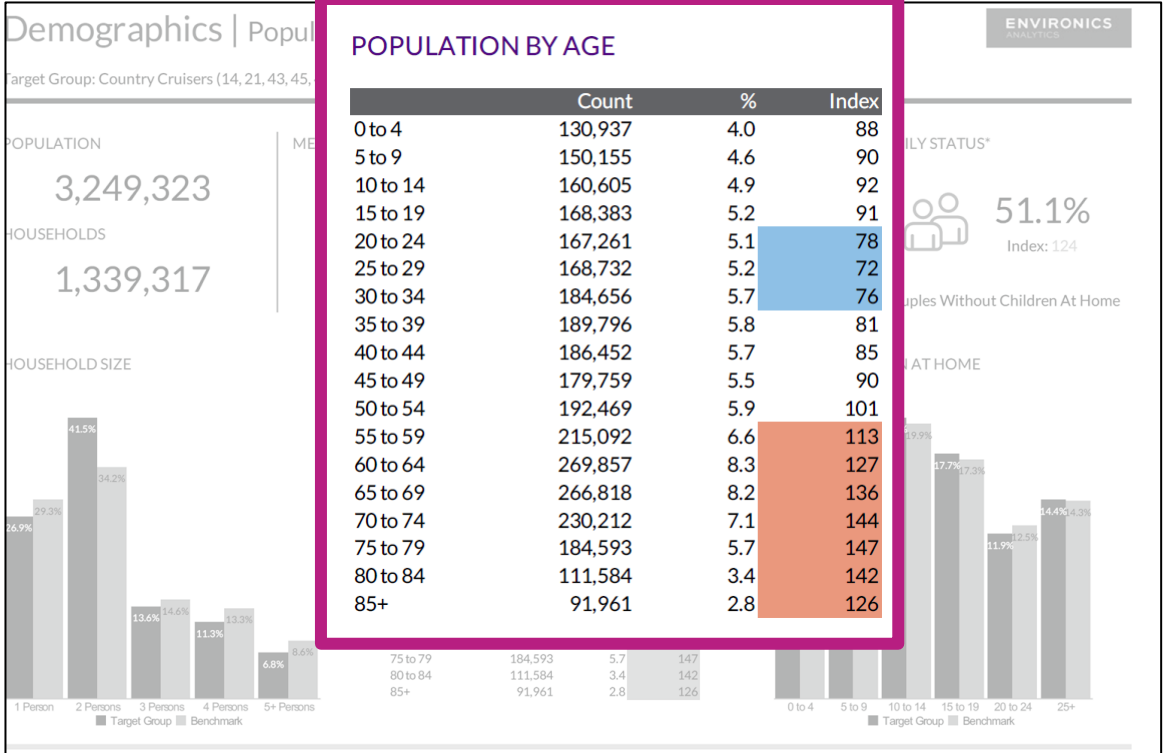 Demographics | Popul
ENVIRONICS
ANALYTICS
Target Group: Country Cruisers (14, 21, 43, 45,
POPULATION
3,249,323
HOUSEHOLDS
1,339,317
ME
POPULATION BY AGE
Count % Index
0 to 4 130,937 4.0 88
5 to 9 150,155 4.6 90
10 to 14 160,605 4.9 92
15 to 19 168,383 5.2 91
20 to 24 167,261 5.1 78
25 to 29 168,732 5.2 72
30 to 34 184,656 5.7 76
35 to 39 189,796 5.8 81
40 to 44 186,452 5.7 85
45 to 49 179,759 5.5 90
50 to 54 192,469 5.9 101
55 to 59 215,092 6.6 113
60 to 64 269,857 8.3 127
65 to 69 266,818 8.2 136
70 to 74 230,212 7.1 144
75 to 79 184,593 5.7 147
80 to 84 111,584 3.4 142
85+ 91,961 2.8 126
ILY STATUS*
51.1%
Index: 124
uples Without Children At Home
HOUSEHOLD SIZE
26.9% 29.3%
41.5% 34.2%
13.6% 14.6%
11.3% 13.3%
6.8% 8.6%
1 Person 2 Persons 3 Persons 4 Persons 5+ Persons
Target Group Benchmark
75 to 79 184,593 5.7 147
80 to 84 111,584 3.4 142
85+ 91,961 2.8 126
N AT HOME
19.9%
17.7% 17.3%
11.9% 12.5%
14.4% 14.3%
0 to 4 5 to 9 10 to 14 15 to 19 20 to 24 25+
Target Group Benchmark